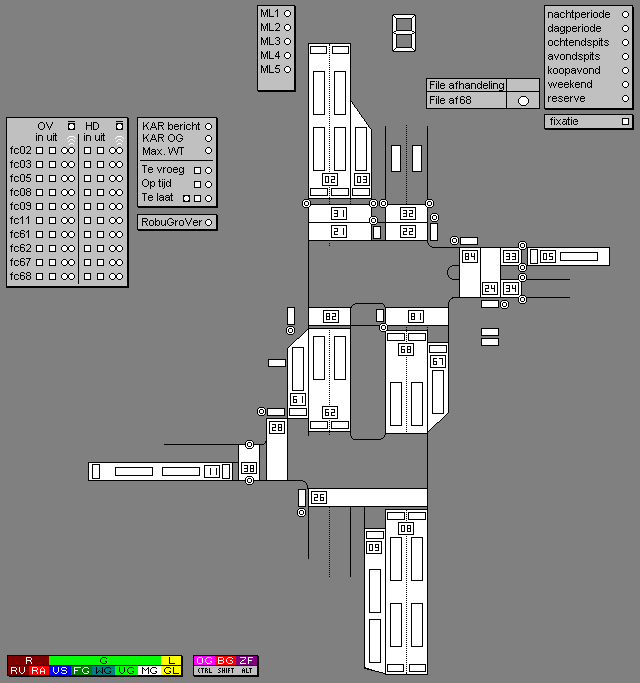 ML1
ML2
ML3
ML4
ML5
nachtperiode
dagperiode
ochtendspits
avondspits
koopavond
weekend
reserve
fixatie
File afhandeling
File af68
OV HD
in uit in uit
fc02
fc03
fc05
fc08
fc09
fc11
fc61
fc62
fc67
fc68
KAR bericht
KAR OG
Max. WT
Te vroeg
Op tijd
Te laat
RobuGroVer
02 03
31 32
21 22
84 33 05
24 34
82 81
68
67
61
62
28
38
11
26
08
09
R G L
RV RA VS FG WG VG MG GL
OG BG ZF
CTRL SHIFT ALT